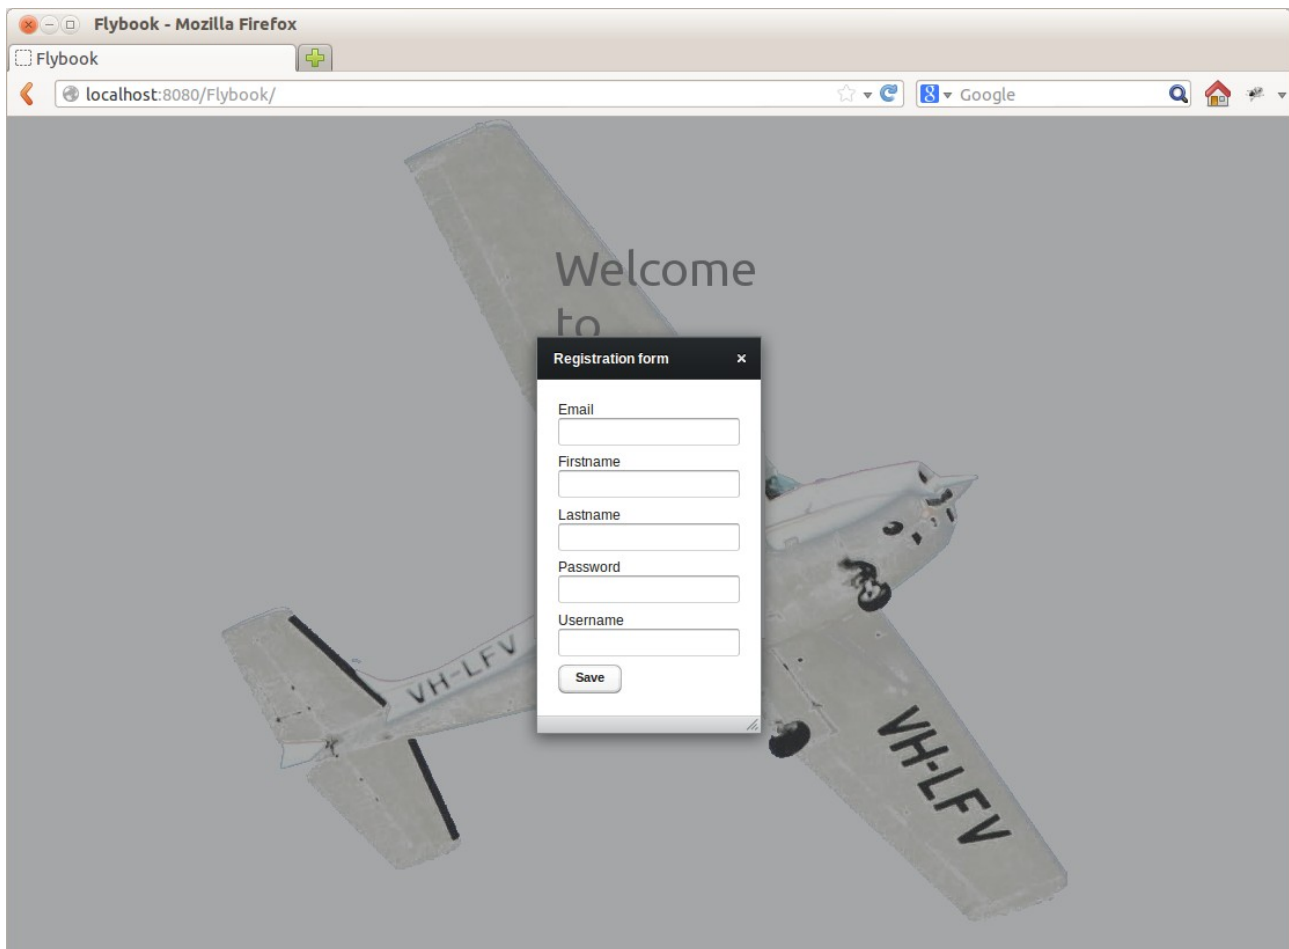 Flybook - Mozilla Firefox
Flybook
localhost:8080/Flybook/
8 Google
Welcome
to
Registration form
Email
Firstname
Lastname
Password
Username
Save
VH-LFV
VH-LFV